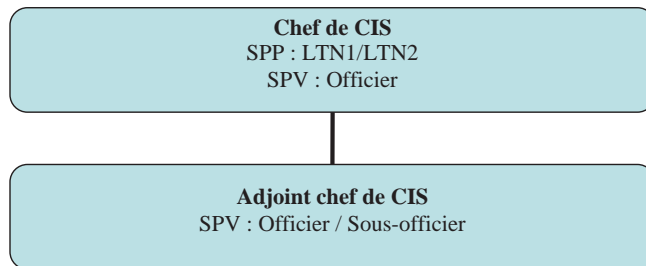 Chef de CIS
SPP : LTN1/LTN2
SPV : Officier
Adjoint chef de CIS
SPV : Officier / Sous-officier